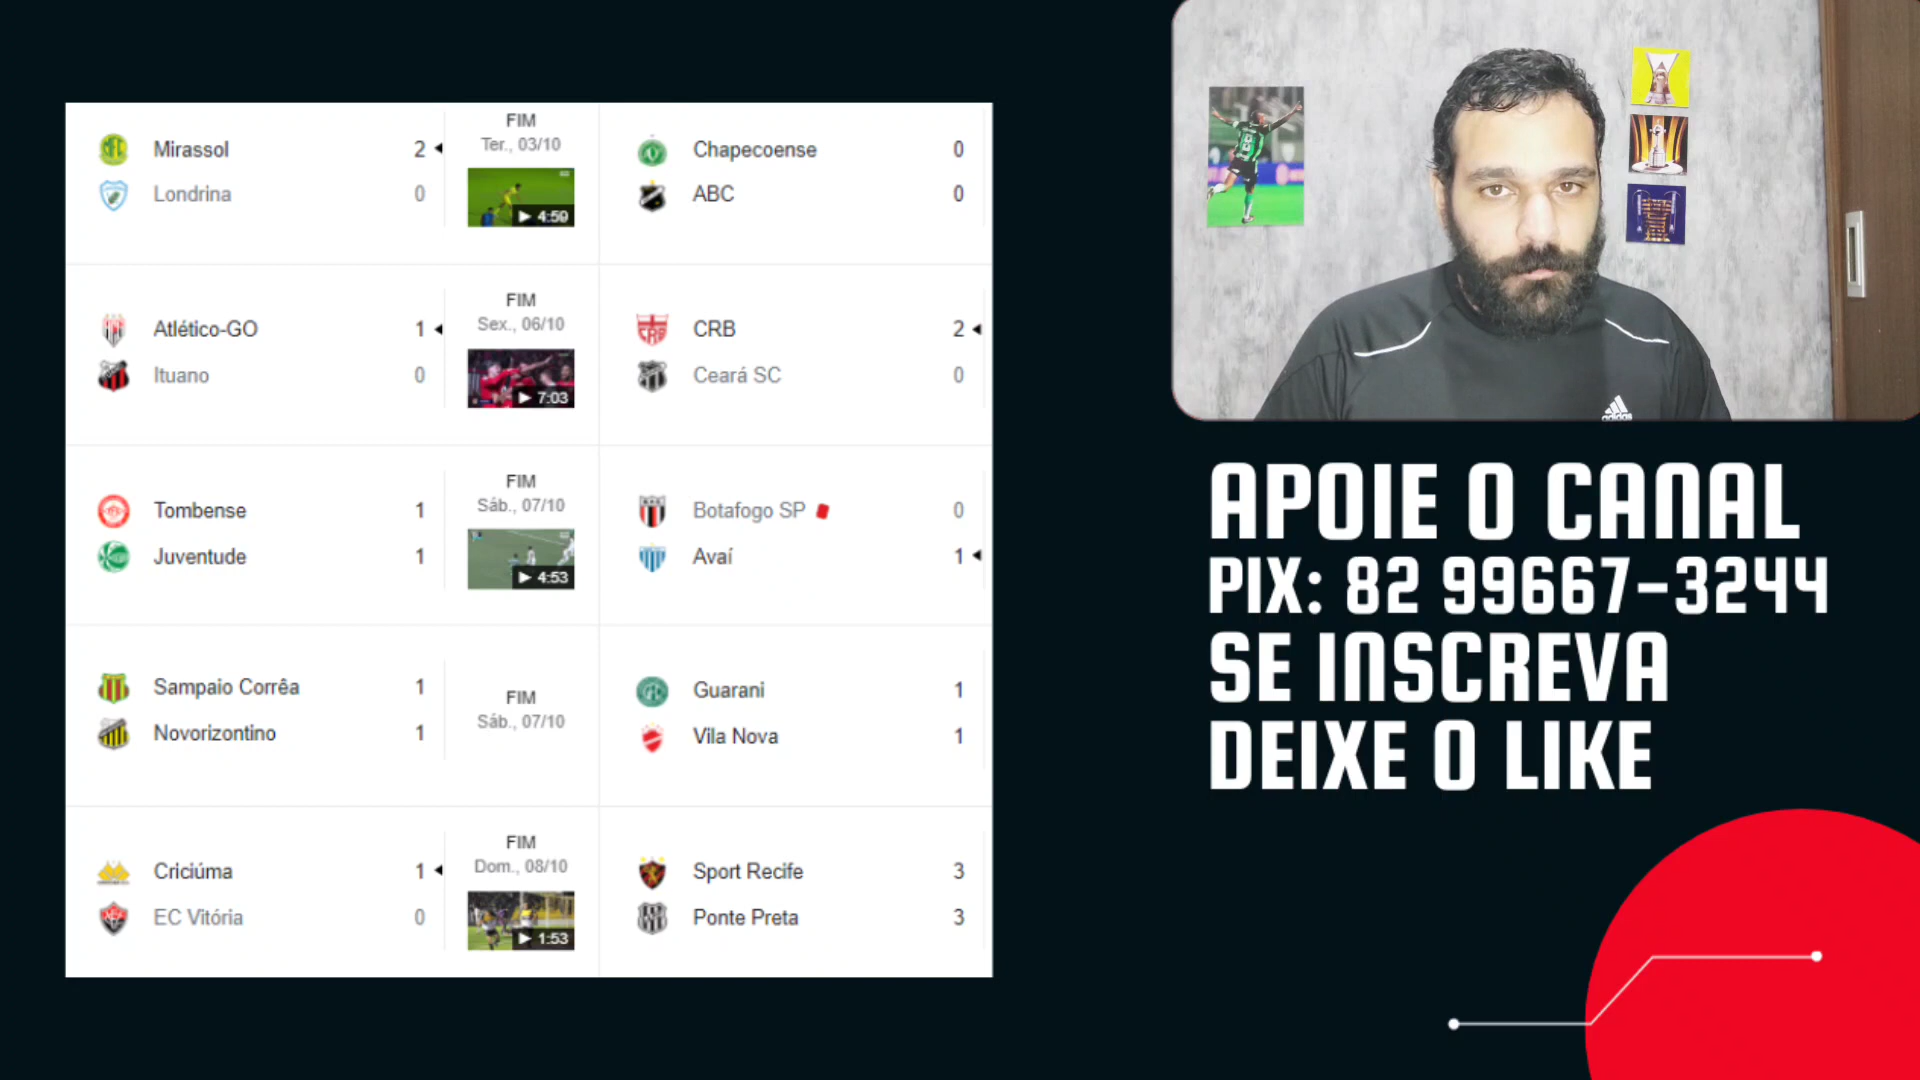 FIM
Ter., 03/10
Mirassol 2
Londrina 0
4:59
Chapecoense 0
ABC 0
FIM
Sex., 06/10
Atlético-GO 1
Ituano 0
7:03
CRB 2
Ceará SC 0
FIM
Sáb., 07/10
Tombense 1
Juventude 1
4:53
Botafogo SP 0
Avaí 1
Sampaio Corrêa 1
Novorizontino 1
FIM
Sáb., 07/10
Guarani 1
Vila Nova 1
FIM
Dom., 08/10
Criciúma 1
EC Vitória 0
1:53
Sport Recife 3
Ponte Preta 3
adidas
APOIE O CANAL
PIX: 82 99667-3244
SE INSCREVA
DEIXE O LIKE